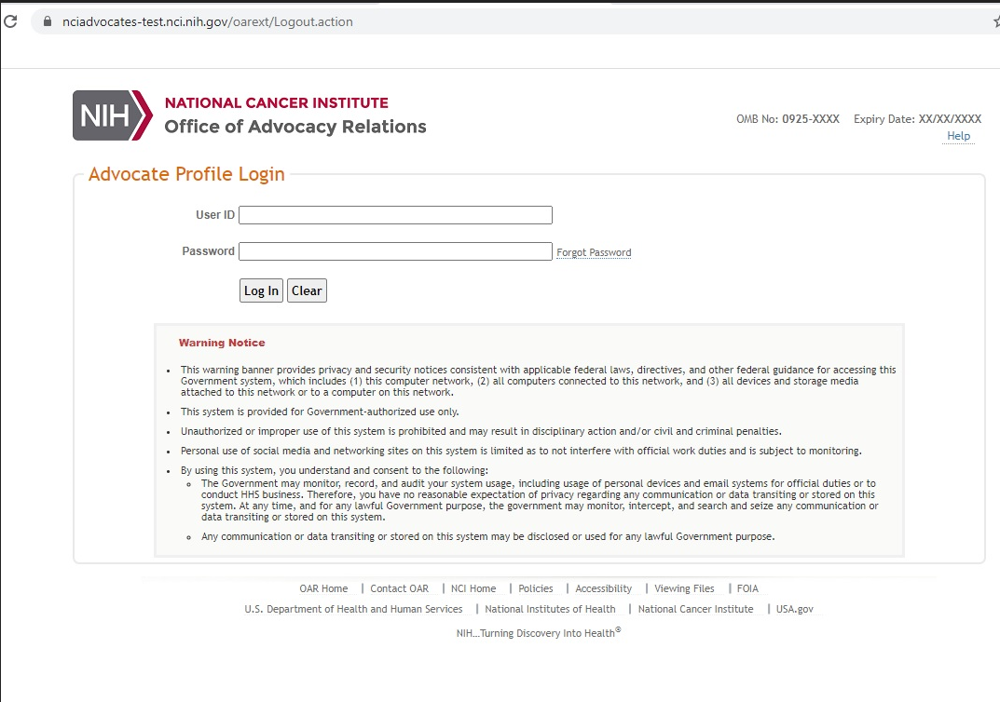 nciadvocates-test.nci.nih.gov/oarext/Logout.action
NIH
NATIONAL CANCER INSTITUTE
Office of Advocacy Relations
OMB No: 0925-XXXX Expiry Date: XX/XX/XXXX
Help
Advocate Profile Login
User ID
Password Forgot Password
Log In Clear
Warning Notice
• This warning banner provides privacy and security notices consistent with applicable federal laws, directives, and other federal guidance for accessing this
Government system, which includes (1) this computer network, (2) all computers connected to this network, and (3) all devices and storage media
attached to this network or to a computer on this network.
• This system is provided for Government-authorized use only.
• Unauthorized or improper use of this system is prohibited and may result in disciplinary action and/or civil and criminal penalties.
• Personal use of social media and networking sites on this system is limited as to not interfere with official work duties and is subject to monitoring.
• By using this system, you understand and consent to the following:
◦ The Government may monitor, record, and audit your system usage, including usage of personal devices and email systems for official duties or to
conduct HHS business. Therefore, you have no reasonable expectation of privacy regarding any communication or data transiting or stored on this
system. At any time, and for any lawful Government purpose, the government may monitor, intercept, and search and seize any communication or
data transiting or stored on this system.
◦ Any communication or data transiting or stored on this system may be disclosed or used for any lawful Government purpose.
OAR Home | Contact OAR | NCI Home | Policies | Accessibility | Viewing Files | FOIA
U.S. Department of Health and Human Services | National Institutes of Health | National Cancer Institute | USA.gov
NIH...Turning Discovery Into Health®